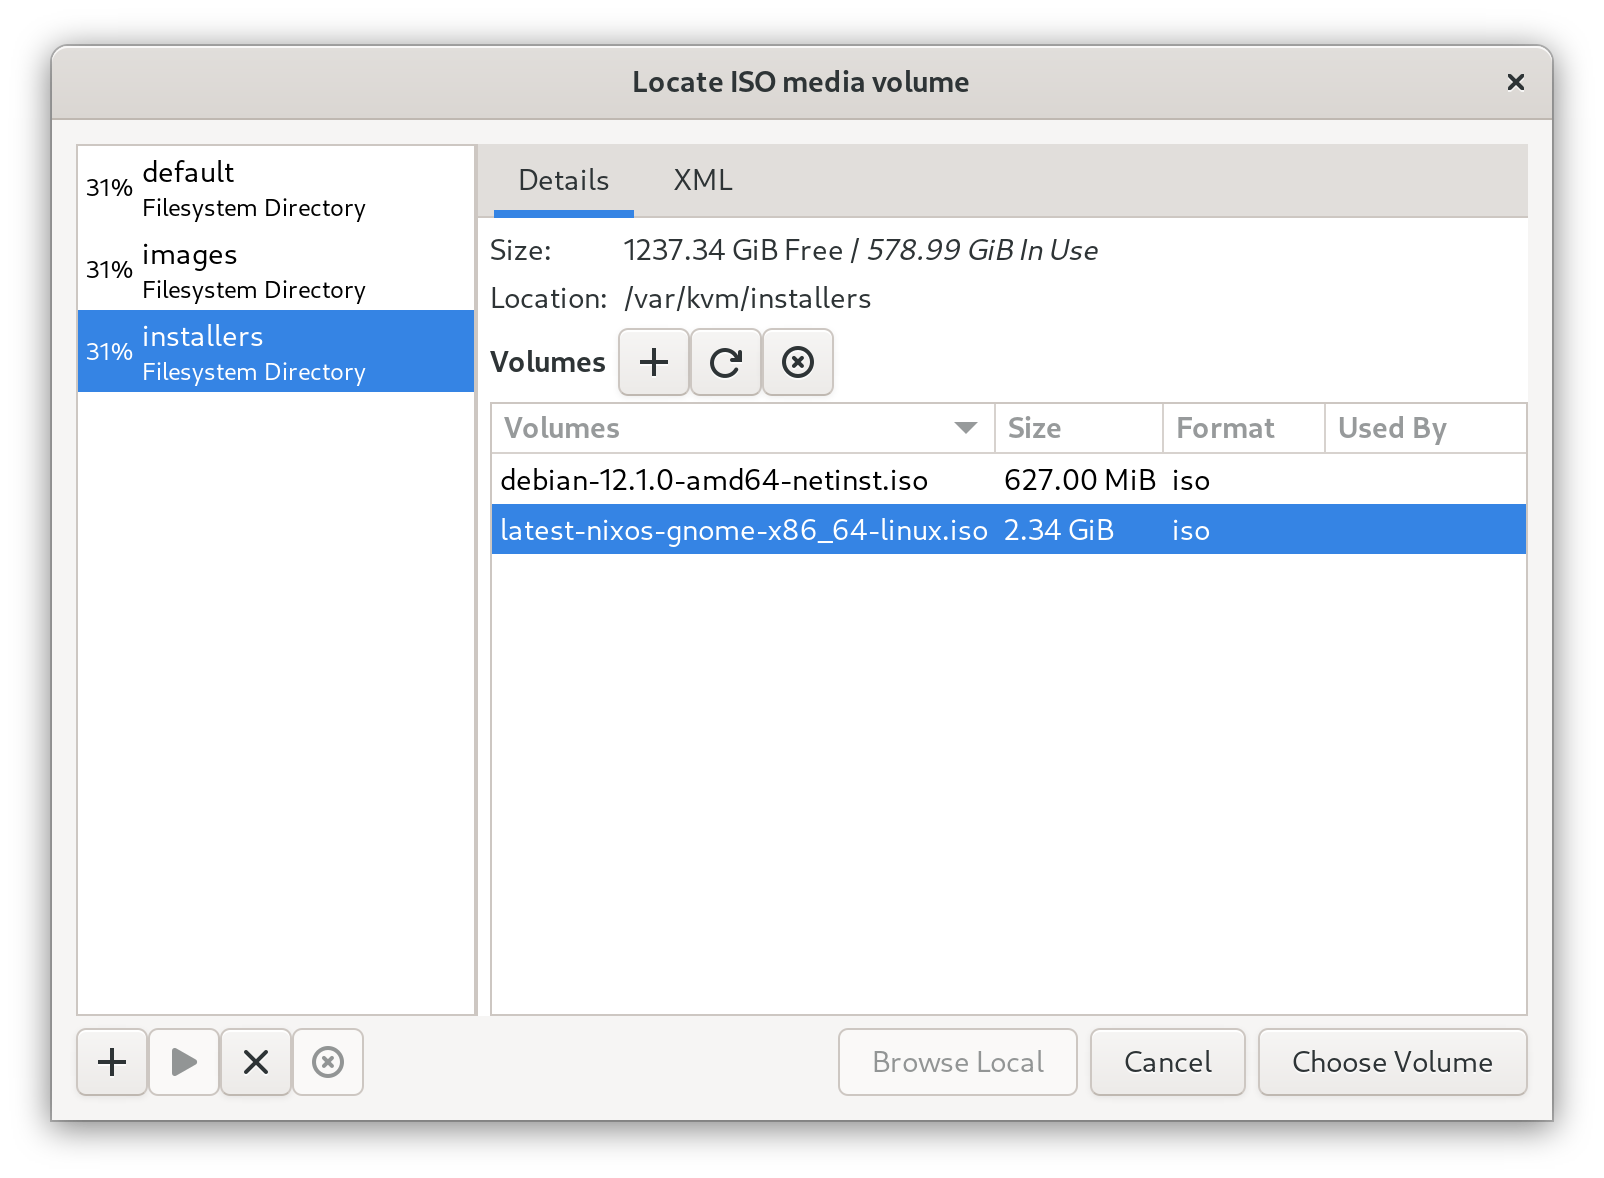 Locate ISO media volume
31%
default
Filesystem Directory
31%
images
Filesystem Directory
31%
installers
Filesystem Directory
Details XML
Size: 1237.34 GiB Free / 578.99 GiB In Use
Location: /var/kvm/installers
Volumes
Volumes Size Format Used By
debian-12.1.0-amd64-netinst.iso 627.00 MiB iso
latest-nixos-gnome-x86_64-linux.iso 2.34 GiB iso
Browse Local Cancel Choose Volume